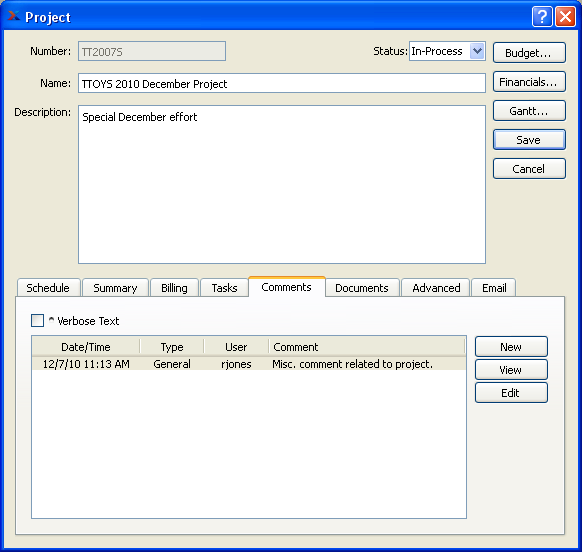 Project
Number: TT2007S Status: In-Process Budget...
Name: TTOYS 2010 December Project Financials...
Description: Special December effort Gantt...
Save
Cancel
Schedule Summary Billing Tasks Comments Documents Advanced Email
* Verbose Text
Date/Time Type User Comment New
12/7/10 11:13 AM General rjones Misc. comment related to project. View
Edit